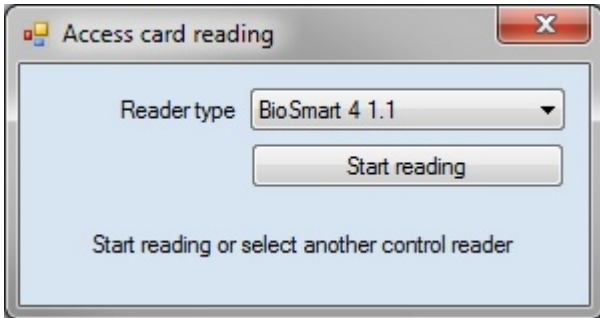 Access card reading
Reader type BioSmart 4 1.1
Start reading
Start reading or select another control reader